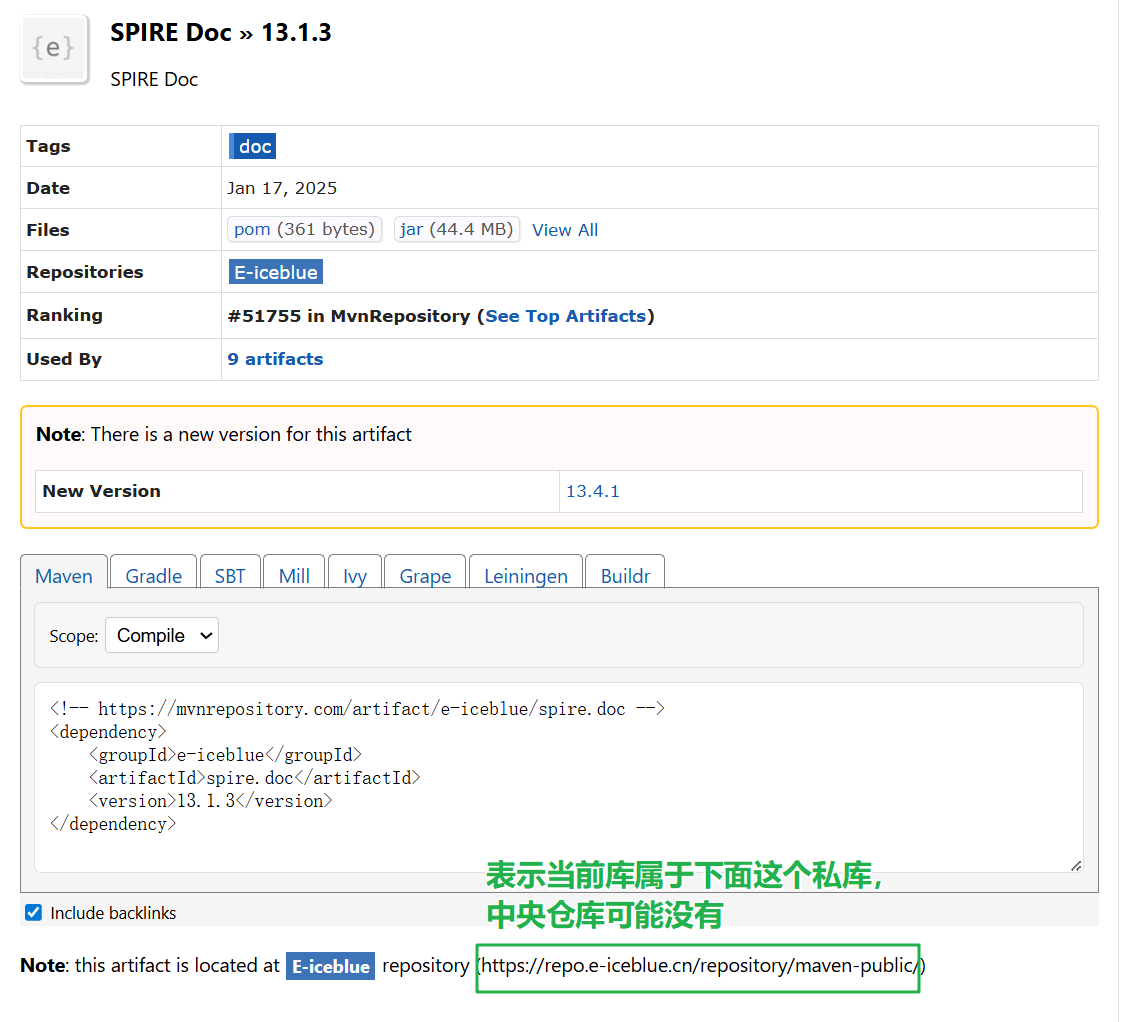 {e}
SPIRE Doc » 13.1.3
SPIRE Doc
Tags doc
Date Jan 17, 2025
Files pom (361 bytes) jar (44.4 MB) View All
Repositories E-iceblue
Ranking #51755 in MvnRepository (See Top Artifacts)
Used By 9 artifacts
Note: There is a new version for this artifact
New Version 13.4.1
Maven Gradle SBT Mill Ivy Grape Leiningen Buildr
Scope: Compile
<!-- https://mvnrepository.com/artifact/e-iceblue/spire.doc -->
<dependency>
    <groupId>e-iceblue</groupId>
    <artifactId>spire.doc</artifactId>
    <version>13.1.3</version>
</dependency>
表示当前库属于下面这个私库，
中央仓库可能没有
Include backlinks
Note: this artifact is located at E-iceblue repository (https://repo.e-iceblue.cn/repository/maven-public/)